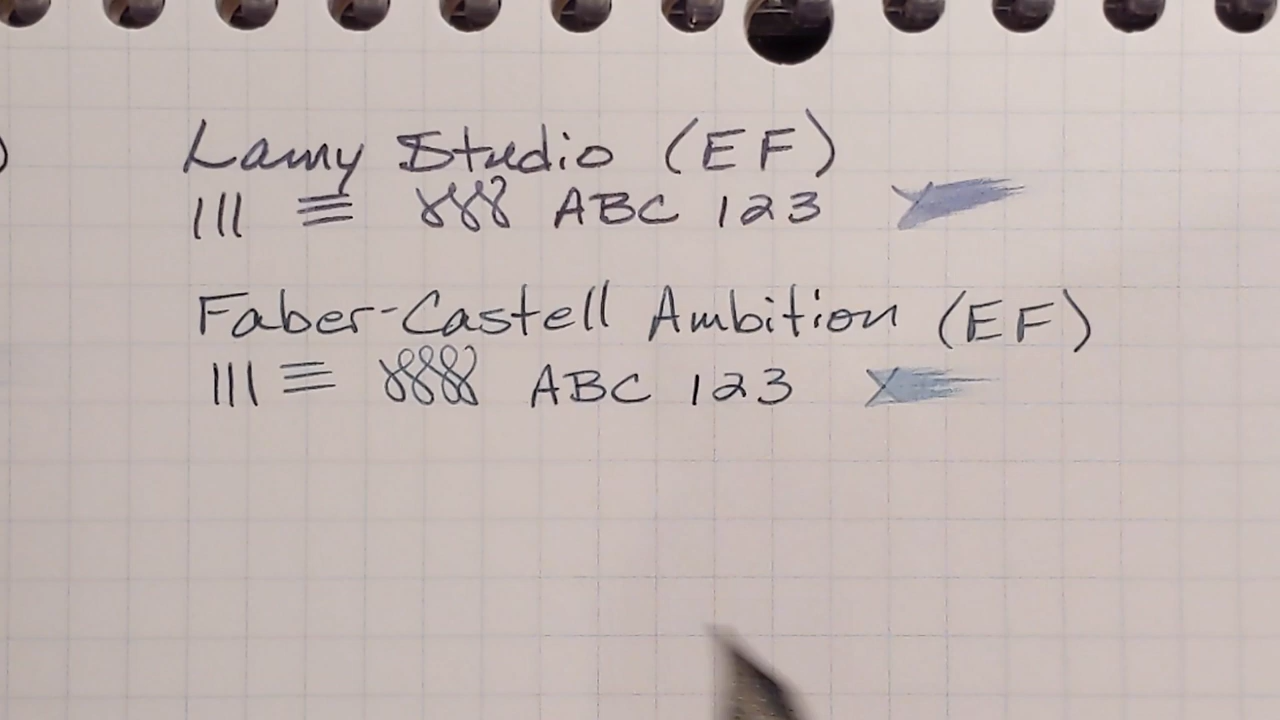 Lamy Studio (EF)
||| ≡ ABC 123 X
Faber-Castell Ambition (EF)
||| ≡ ABC 123 X